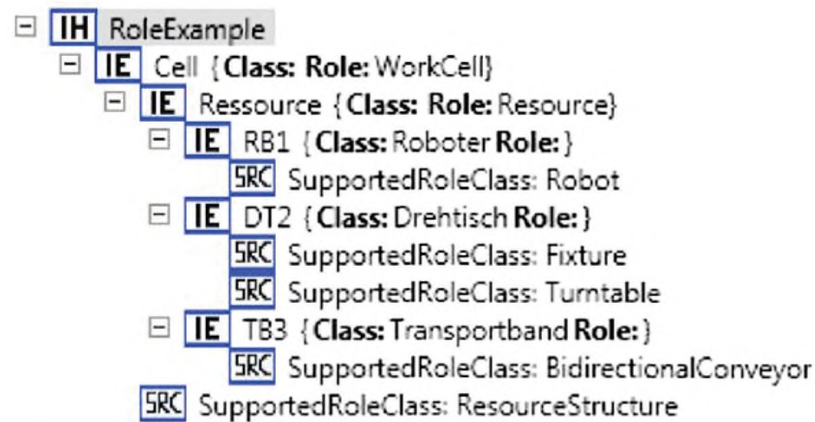 IH RoleExample
IE Cell {Class: Role: WorkCell}
IE Ressource {Class: Role: Resource}
IE RB1 {Class: Roboter Role: }
SRC SupportedRoleClass: Robot
IE DT2 {Class: Drehtisch Role: }
SRC SupportedRoleClass: Fixture
SRC SupportedRoleClass: Turntable
IE TB3 {Class: Transportband Role: }
SRC SupportedRoleClass: BidirectionalConveyor
SRC SupportedRoleClass: ResourceStructure